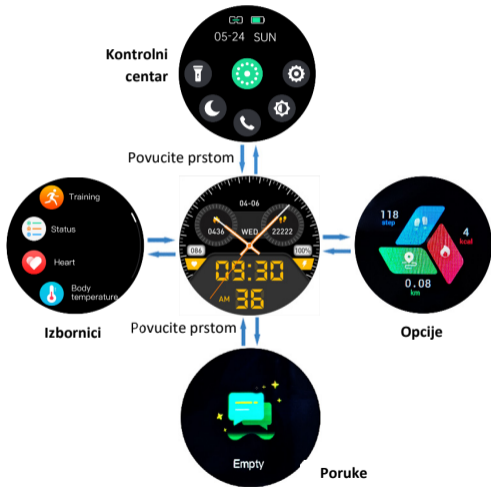 05-24 SUN
Kontrolni
centar
Povucite prstom
Training
Status
Heart
Body
temperature
Izbornici
04-06
0436
WED
22222
086
100%
09:30
AM 36
118
step
4
kcal
0.08
km
Opcije
Povucite prstom
Empty
Poruke